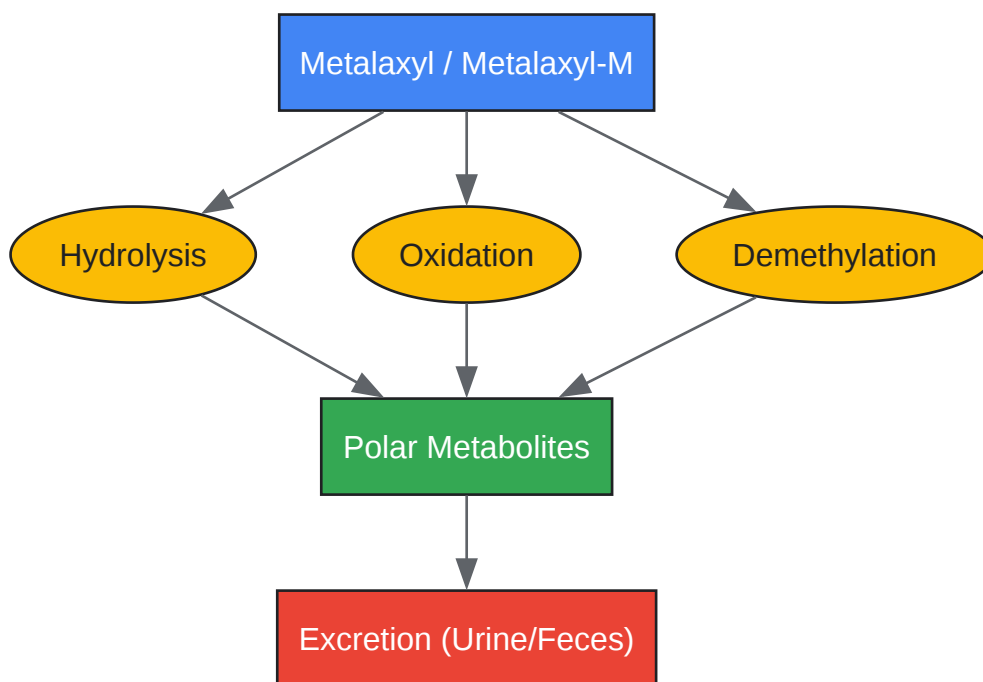 Metalaxyl / Metalaxyl-M
Hydrolysis
Oxidation
Demethylation
Polar Metabolites
Excretion (Urine/Feces)